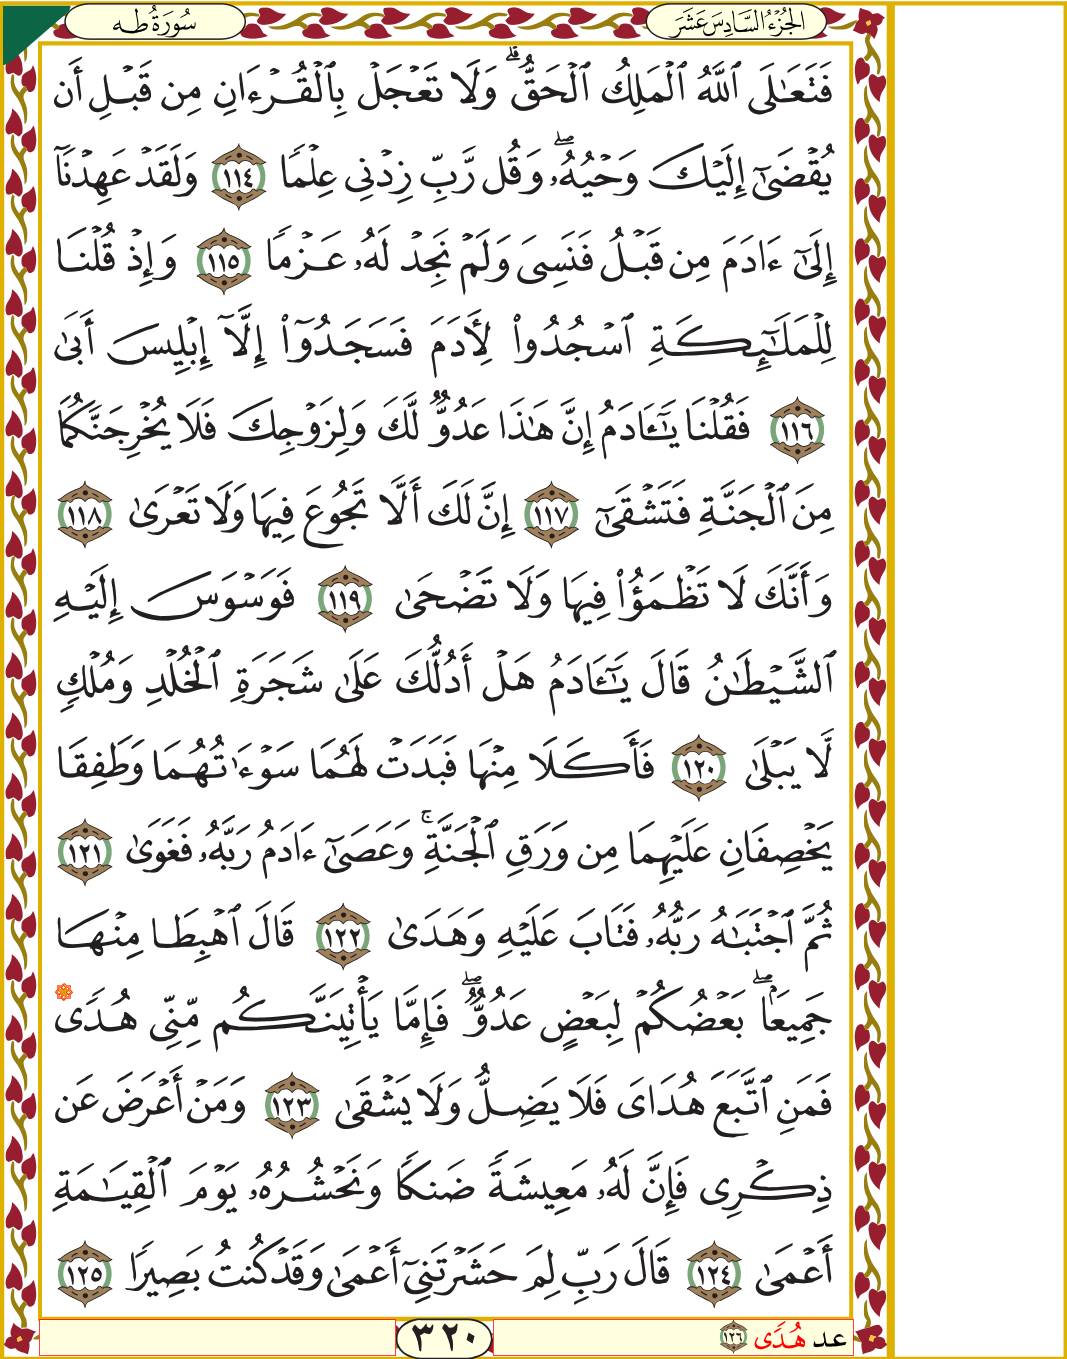 الجُزْءُ السَّادِسَ عَشَرَ
سُورَةُ طه
فَتَعَٰلَى ٱللَّهُ ٱلْمَلِكُ ٱلْحَقُّ ۗ وَلَا تَعْجَلْ بِٱلْقُرْءَانِ مِن قَبْلِ أَن
يُقْضَىٰٓ إِلَيْكَ وَحْيُهُۥ ۖ وَقُل رَّبِّ زِدْنِى عِلْمًا ١١٤ وَلَقَدْ عَهِدْنَآ
إِلَىٰٓ ءَادَمَ مِن قَبْلُ فَنَسِىَ وَلَمْ نَجِدْ لَهُۥ عَزْمًا ١١٥ وَإِذْ قُلْنَا
لِلْمَلَٰٓئِكَةِ ٱسْجُدُوا۟ لِـَٔادَمَ فَسَجَدُوٓا۟ إِلَّآ إِبْلِيسَ أَبَىٰ
١١٦ فَقُلْنَا يَٰٓـَٔادَمُ إِنَّ هَٰذَا عَدُوٌّ لَّكَ وَلِزَوْجِكَ فَلَا يُخْرِجَنَّكُمَا
مِنَ ٱلْجَنَّةِ فَتَشْقَىٰٓ ١١٧ إِنَّ لَكَ أَلَّا تَجُوعَ فِيهَا وَلَا تَعْرَىٰ ١١٨
وَأَنَّكَ لَا تَظْمَؤُا۟ فِيهَا وَلَا تَضْحَىٰ ١١٩ فَوَسْوَسَ إِلَيْهِ
ٱلشَّيْطَٰنُ قَالَ يَٰٓـَٔادَمُ هَلْ أَدُلُّكَ عَلَىٰ شَجَرَةِ ٱلْخُلْدِ وَمُلْكٍ
لَّا يَبْلَىٰ ١٢٠ فَأَكَلَا مِنْهَا فَبَدَتْ لَهُمَا سَوْءَٰتُهُمَا وَطَفِقَا
يَخْصِفَانِ عَلَيْهِمَا مِن وَرَقِ ٱلْجَنَّةِ ۚ وَعَصَىٰٓ ءَادَمُ رَبَّهُۥ فَغَوَىٰ ١٢١
ثُمَّ ٱجْتَبَٰهُ رَبُّهُۥ فَتَابَ عَلَيْهِ وَهَدَىٰ ١٢٢ قَالَ ٱهْبِطَا مِنْهَا
جَمِيعًۢا ۖ بَعْضُكُمْ لِبَعْضٍ عَدُوٌّ ۖ فَإِمَّا يَأْتِيَنَّكُم مِّنِّى هُدًى
فَمَنِ ٱتَّبَعَ هُدَاىَ فَلَا يَضِلُّ وَلَا يَشْقَىٰ ١٢٣ وَمَنْ أَعْرَضَ عَن
ذِكْرِى فَإِنَّ لَهُۥ مَعِيشَةً ضَنكًا وَنَحْشُرُهُۥ يَوْمَ ٱلْقِيَٰمَةِ
أَعْمَىٰ ١٢٤ قَالَ رَبِّ لِمَ حَشَرْتَنِىٓ أَعْمَىٰ وَقَدْ كُنتُ بَصِيرًا ١٢٥
عد هُدًى ١٢٦
٣٢٠